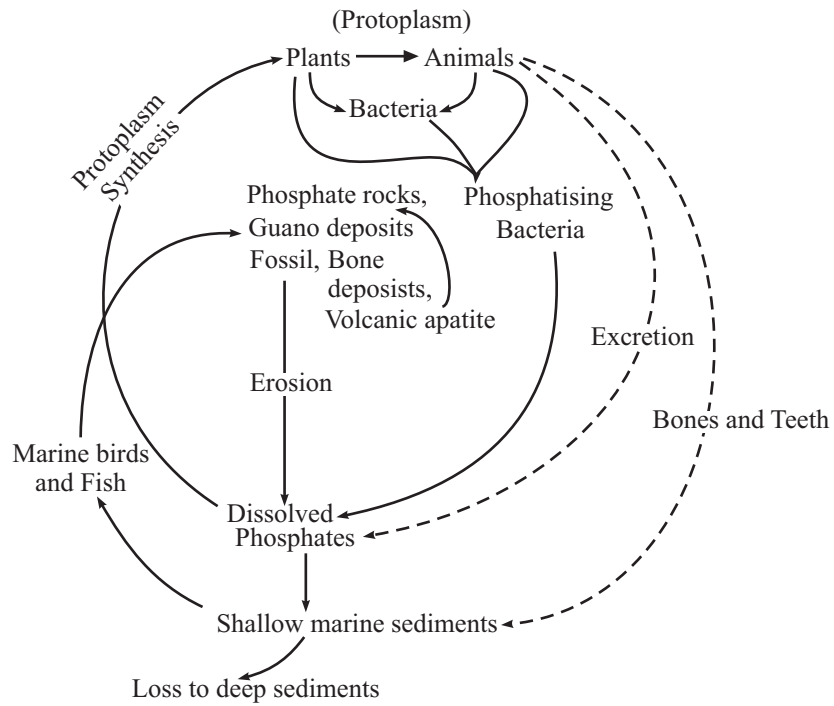 (Protoplasm)
Plants
Animals
Bacteria
Protoplasm
Synthesis
Phosphate rocks,
Guano deposits
Fossil, Bone
deposists,
Volcanic apatite
Phosphatising
Bacteria
Excretion
Erosion
Bones and Teeth
Marine birds
and Fish
Dissolved
Phosphates
Shallow marine sediments
Loss to deep sediments